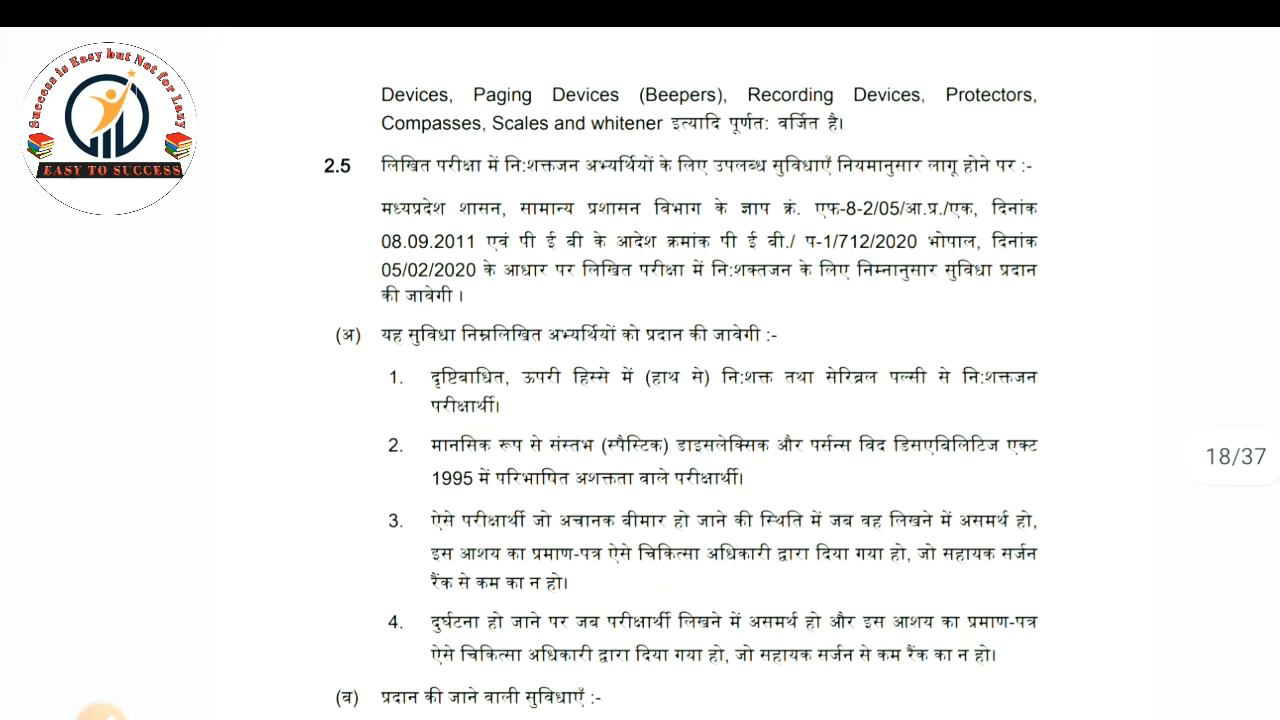 Success is Easy but Not for Lazy
EASY TO SUCCESS
Devices, Paging Devices (Beepers), Recording Devices, Protectors,
Compasses, Scales and whitener इत्यादि पूर्णत: वर्जित है।
2.5 लिखित परीक्षा में नि:शक्तजन अभ्यर्थियों के लिए उपलब्ध सुविधाएँ नियमानुसार लागू होने पर :-
मध्यप्रदेश शासन, सामान्य प्रशासन विभाग के ज्ञाप क्रं. एफ-8-2/05/आ.प्र./एक, दिनांक
08.09.2011 एवं पी ई बी के आदेश क्रमांक पी ई वी./ प-1/712/2020 भोपाल, दिनांक
05/02/2020 के आधार पर लिखित परीक्षा में नि:शक्तजन के लिए निम्नानुसार सुविधा प्रदान
की जावेगी ।
(अ) यह सुविधा निम्नलिखित अभ्यर्थियों को प्रदान की जावेगी :-
1. दृष्टिबाधित, ऊपरी हिस्से में (हाथ से) नि:शक्त तथा सेरिब्रल पल्सी से नि:शक्तजन
परीक्षार्थी।
2. मानसिक रूप से संस्तभ (स्पैस्टिक) डाइसलेक्सिक और पर्सन्स विद डिसएबिलिटिज एक्ट
1995 में परिभाषित अशक्तता वाले परीक्षार्थी।
3. ऐसे परीक्षार्थी जो अचानक बीमार हो जाने की स्थिति में जब वह लिखने में असमर्थ हो,
इस आशय का प्रमाण-पत्र ऐसे चिकित्सा अधिकारी द्वारा दिया गया हो, जो सहायक सर्जन
रैंक से कम का न हो।
4. दुर्घटना हो जाने पर जब परीक्षार्थी लिखने में असमर्थ हो और इस आशय का प्रमाण-पत्र
ऐसे चिकित्सा अधिकारी द्वारा दिया गया हो, जो सहायक सर्जन से कम रैंक का न हो।
(ब) प्रदान की जाने वाली सुविधाएँ :-
18/37